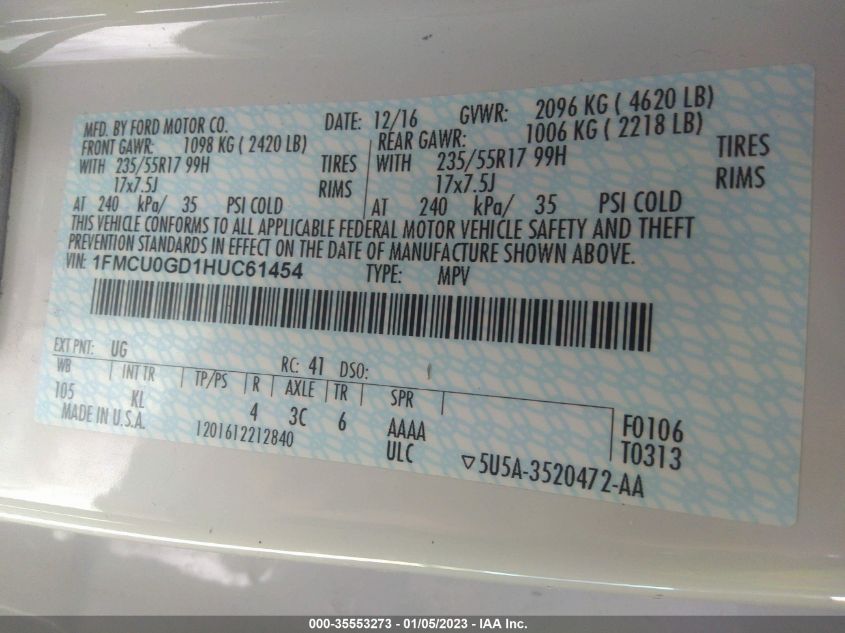 MFD. BY FORD MOTOR CO. DATE: 12/16 GVWR: 2096 KG ( 4620 LB)
FRONT GAWR: 1098 KG ( 2420 LB) REAR GAWR: 1006 KG ( 2218 LB)
WITH 235/55R17 99H TIRES WITH 235/55R17 99H TIRES
17x7.5J RIMS 17x7.5J RIMS
AT 240 kPa/ 35 PSI COLD AT 240 kPa/ 35 PSI COLD
THIS VEHICLE CONFORMS TO ALL APPLICABLE FEDERAL MOTOR VEHICLE SAFETY AND THEFT
PREVENTION STANDARDS IN EFFECT ON THE DATE OF MANUFACTURE SHOWN ABOVE.
VIN: 1FMCU0GD1HUC61454 TYPE: MPV
EXT PNT: UG RC: 41 DSO:
WB INT TR TP/PS R AXLE TR SPR
105 KL 4 3C 6 AAAA F0106
MADE IN U.S.A. 1201612212840 ULC T0313
▽5U5A-3520472-AA
000-35553273 - 01/05/2023 - IAA Inc.